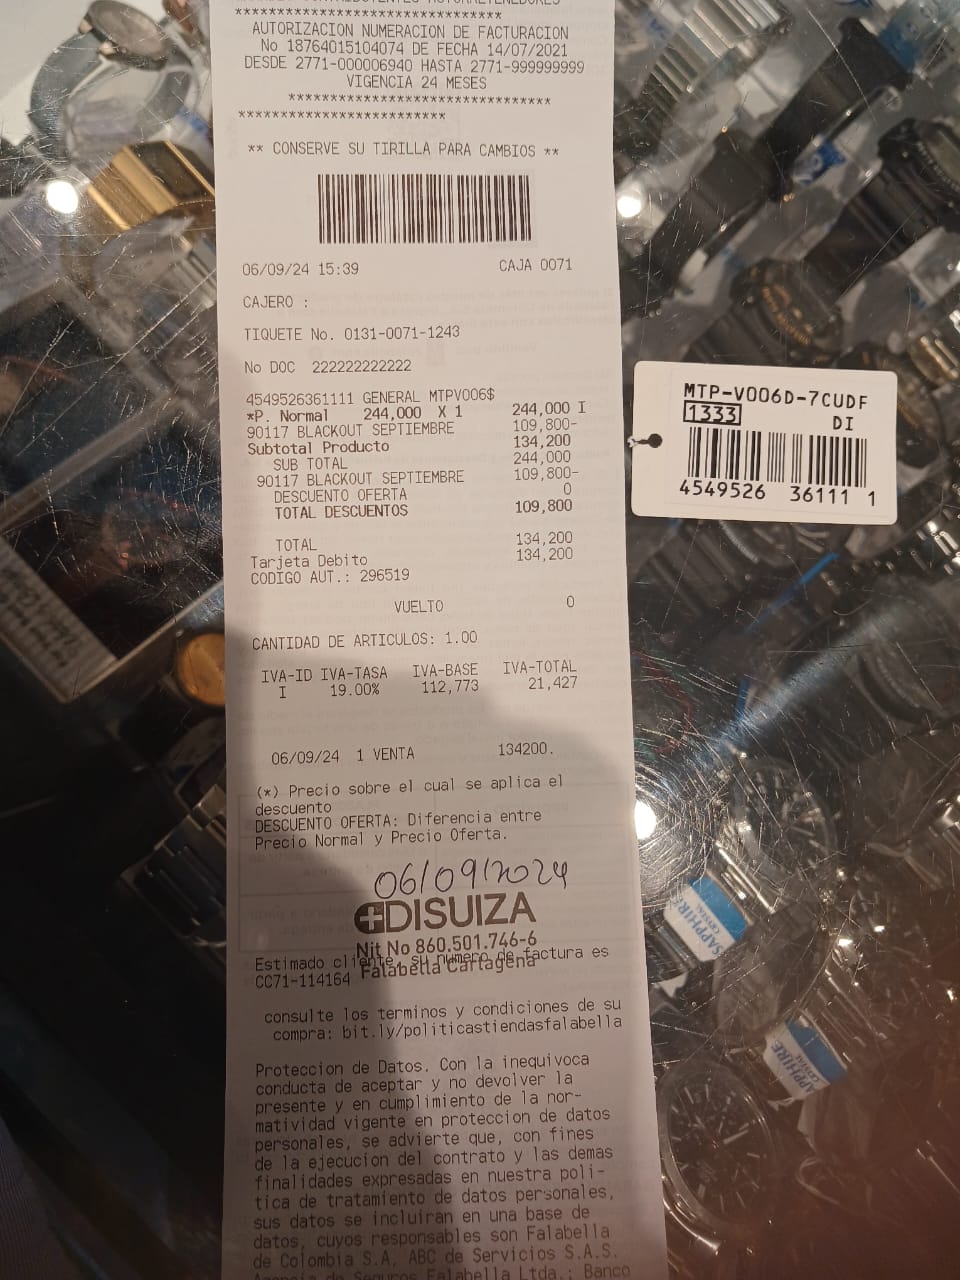 *******************************
AUTORIZACION NUMERACION DE FACTURACION
No 18764015104074 DE FECHA 14/07/2021
DESDE 2771-000006940 HASTA 2771-999999999
VIGENCIA 24 MESES
*******************************
*************************
** CONSERVE SU TIRILLA PARA CAMBIOS **
06/09/24 15:39 CAJA 0071
CAJERO :
TIQUETE No. 0131-0071-1243
No DOC 222222222222
4549526361111 GENERAL MTPV006$
*P. Normal 244,000 X 1 244,000 I
90117 BLACKOUT SEPTIEMBRE 109,800-
Subtotal Producto 134,200
SUB TOTAL 244,000
90117 BLACKOUT SEPTIEMBRE 109,800-
DESCUENTO OFERTA 0
TOTAL DESCUENTOS 109,800
TOTAL 134,200
Tarjeta Debito 134,200
CODIGO AUT.: 296519
VUELTO 0
CANTIDAD DE ARTICULOS: 1.00
IVA-ID IVA-TASA IVA-BASE IVA-TOTAL
I 19.00% 112,773 21,427
06/09/24 1 VENTA 134200.
(*) Precio sobre el cual se aplica el
descuento
DESCUENTO OFERTA: Diferencia entre
Precio Normal y Precio Oferta.
06/09/2024
DISUIZA
Nit No 860.501.746-6
Falabella Cartagena
Estimado cliente, su numero de factura es
CC71-114164
consulte los terminos y condiciones de su
compra: bit.ly/politicastiendasfalabella
Proteccion de Datos. Con la inequivoca
conducta de aceptar y no devolver la
presente y en cumplimiento de la nor-
matividad vigente en proteccion de datos
personales, se advierte que, con fines
de la ejecucion del contrato y las demas
finalidades expresadas en nuestra poli-
tica de tratamiento de datos personales,
sus datos se incluiran en una base de
datos, cuyos responsables son Falabella
de Colombia S.A, ABC de Servicios S.A.S.
Agencia de Seguros Falabella Ltda.; Banco
MTP-V006D-7CUDF
1333 DI
4549526 36111 1
SAPPHIRE
CRYSTAL
SAPPHIRE
CRYSTAL